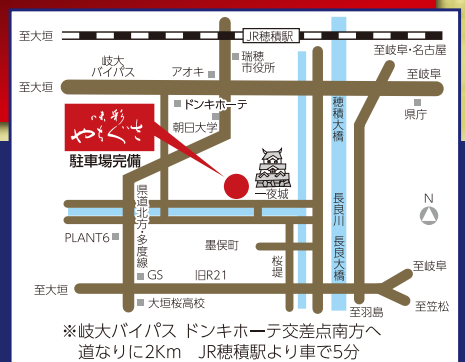 至大垣
JR穂積駅
至岐阜・名古屋
岐大
バイパス
アオキ
瑞穂
市役所
至大垣
至岐阜
県庁
ドンキホーテ
朝日大学
穂積大橋
味彩
やまぐさ
駐車場完備
一夜城
N
県道北方・多度線
長良川
長良大橋
PLANT6
墨俣町
桜堤
GS
旧R21
至大垣
大垣桜高校
至岐阜
至羽島
至笠松
※岐大バイパス ドンキホーテ交差点南方へ
道なりに2Km JR穂積駅より車で5分